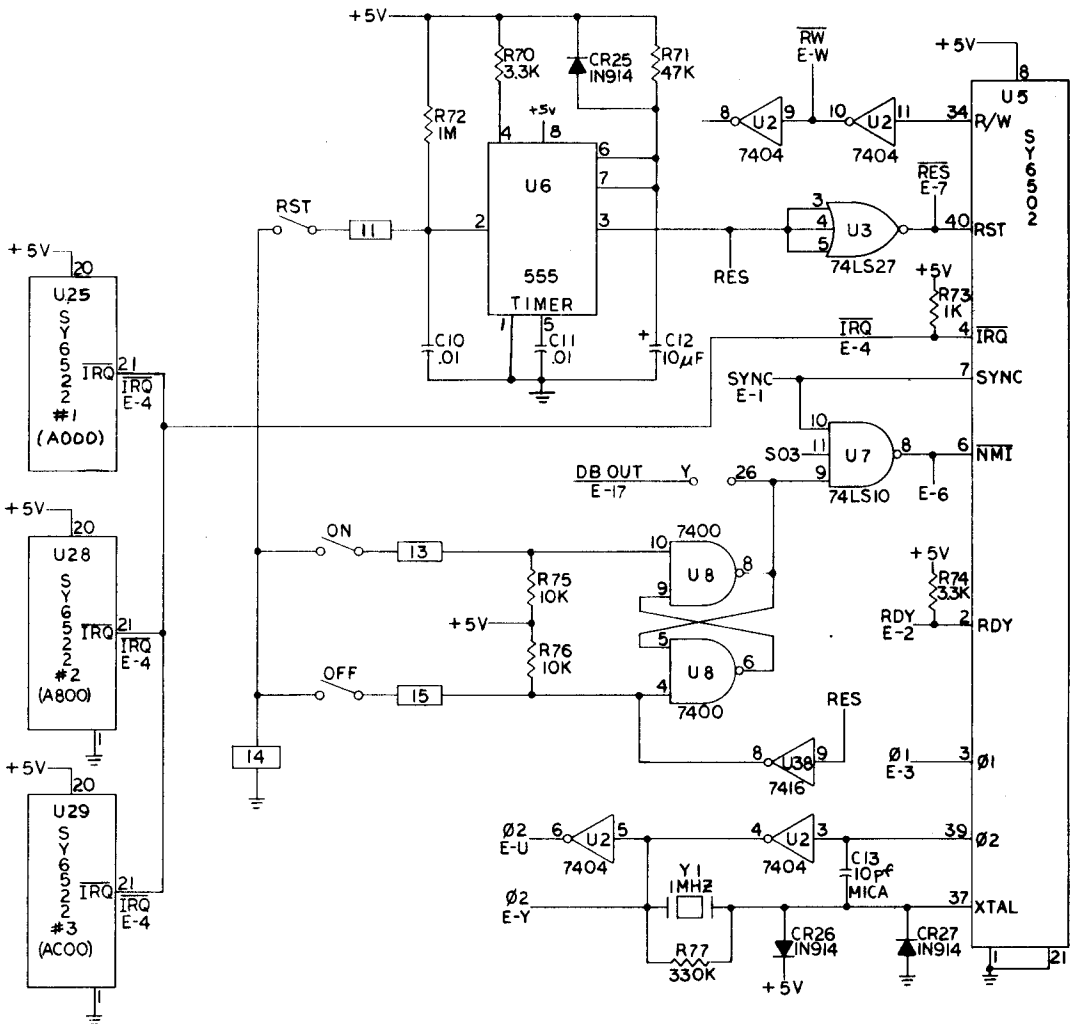 +5V
R70
3.3K
CR25
IN914
R71
47K
R72
1M
+5v
4
8
6
7
U6
2
3
555
TIMER
1
5
C10
.01
C11
.01
+
C12
10μF
RST
11
RES
RW
E-W
8
U2
9
7404
10
U2
11
7404
+5V
8
U5
SY6502
34
R/W
RES
E-7
3
4
5
U3
74LS27
40
RST
+5V
R73
1K
IRQ
E-4
4
IRQ
SYNC
E-1
7
SYNC
10
S03
11
9
U7
8
74LS10
6
NMI
E-6
DB OUT
E-17
Y
26
+5V
20
U25
SY6522
#1
(A000)
IRQ
21
IRQ
E-4
+5V
20
U28
SY6522
#2
(A800)
IRQ
21
IRQ
E-4
1
+5V
20
U29
SY6522
#3
(AC00)
IRQ
21
IRQ
E-4
1
ON
13
7400
10
9
U8
8
R75
10K
+5V
R76
10K
OFF
15
5
4
U8
6
7400
14
+5V
R74
3.3K
RDY
E-2
2
RDY
RES
8
U38
9
7416
Ø1
E-3
3
Ø1
Ø2
E-U
6
U2
5
7404
4
U2
3
7404
39
Ø2
C13
10pf
MICA
Y1
1MHZ
Ø2
E-Y
R77
330K
37
XTAL
CR26
IN914
+5V
CR27
IN914
1
21